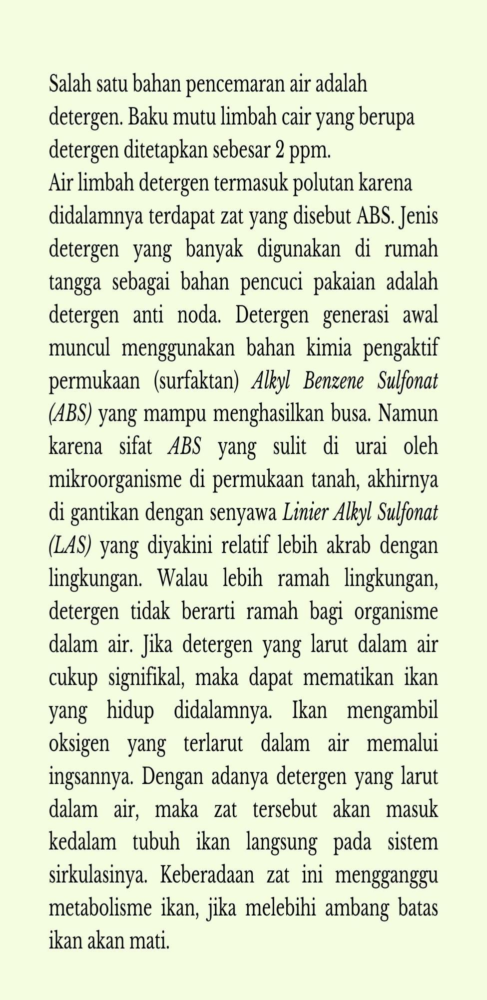 Salah satu bahan pencemaran air adalah
detergen. Baku mutu limbah cair yang berupa
detergen ditetapkan sebesar 2 ppm.
Air limbah detergen termasuk polutan karena
didalamnya terdapat zat yang disebut ABS. Jenis
detergen yang banyak digunakan di rumah
tangga sebagai bahan pencuci pakaian adalah
detergen anti noda. Detergen generasi awal
muncul menggunakan bahan kimia pengaktif
permukaan (surfaktan) Alkyl Benzene Sulfonat
(ABS) yang mampu menghasilkan busa. Namun
karena sifat ABS yang sulit di urai oleh
mikroorganisme di permukaan tanah, akhirnya
di gantikan dengan senyawa Linier Alkyl Sulfonat
(LAS) yang diyakini relatif lebih akrab dengan
lingkungan. Walau lebih ramah lingkungan,
detergen tidak berarti ramah bagi organisme
dalam air. Jika detergen yang larut dalam air
cukup signifikal, maka dapat mematikan ikan
yang hidup didalamnya. Ikan mengambil
oksigen yang terlarut dalam air memalui
ingsannya. Dengan adanya detergen yang larut
dalam air, maka zat tersebut akan masuk
kedalam tubuh ikan langsung pada sistem
sirkulasinya. Keberadaan zat ini mengganggu
metabolisme ikan, jika melebihi ambang batas
ikan akan mati.